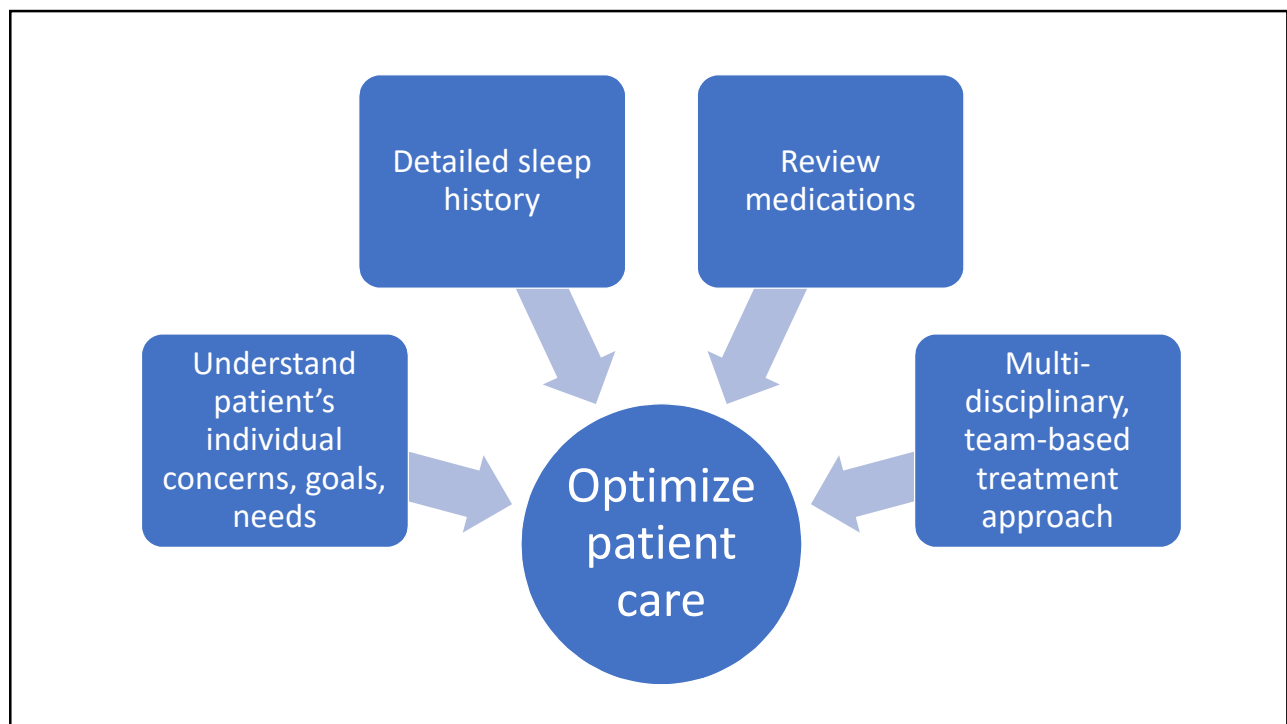 Detailed sleep
history
Review
medications
Understand
patient’s
individual
concerns, goals,
needs
Multi-
disciplinary,
team-based
treatment
approach
Optimize
patient
care